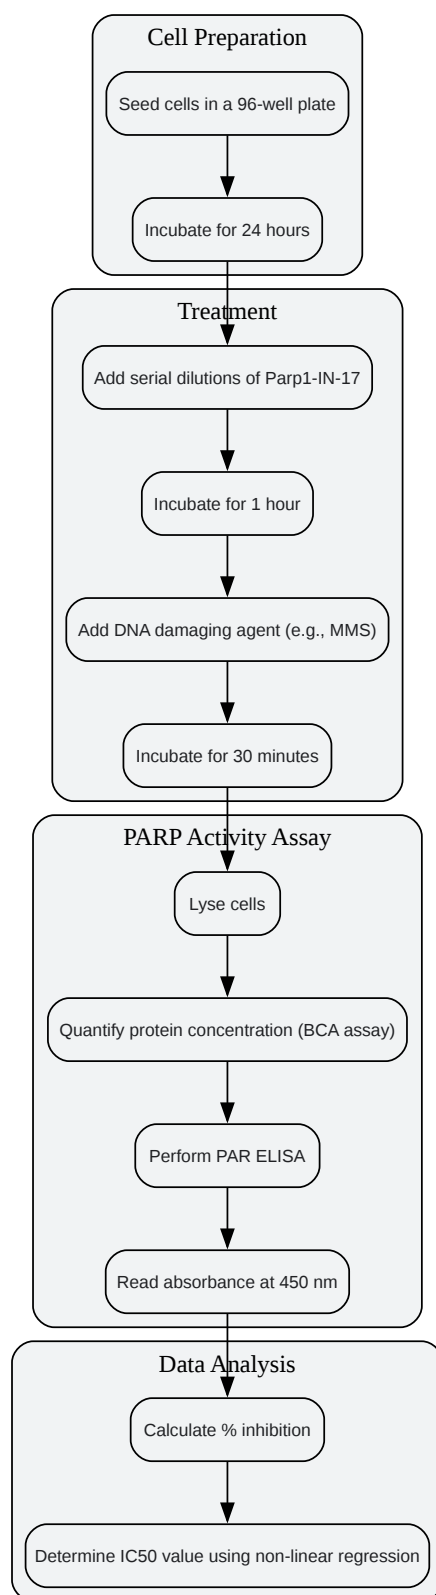 Cell Preparation
Seed cells in a 96-well plate
Incubate for 24 hours
Treatment
Add serial dilutions of Parp1-IN-17
Incubate for 1 hour
Add DNA damaging agent (e.g., MMS)
Incubate for 30 minutes
PARP Activity Assay
Lyse cells
Quantify protein concentration (BCA assay)
Perform PAR ELISA
Read absorbance at 450 nm
Data Analysis
Calculate % inhibition
Determine IC50 value using non-linear regression